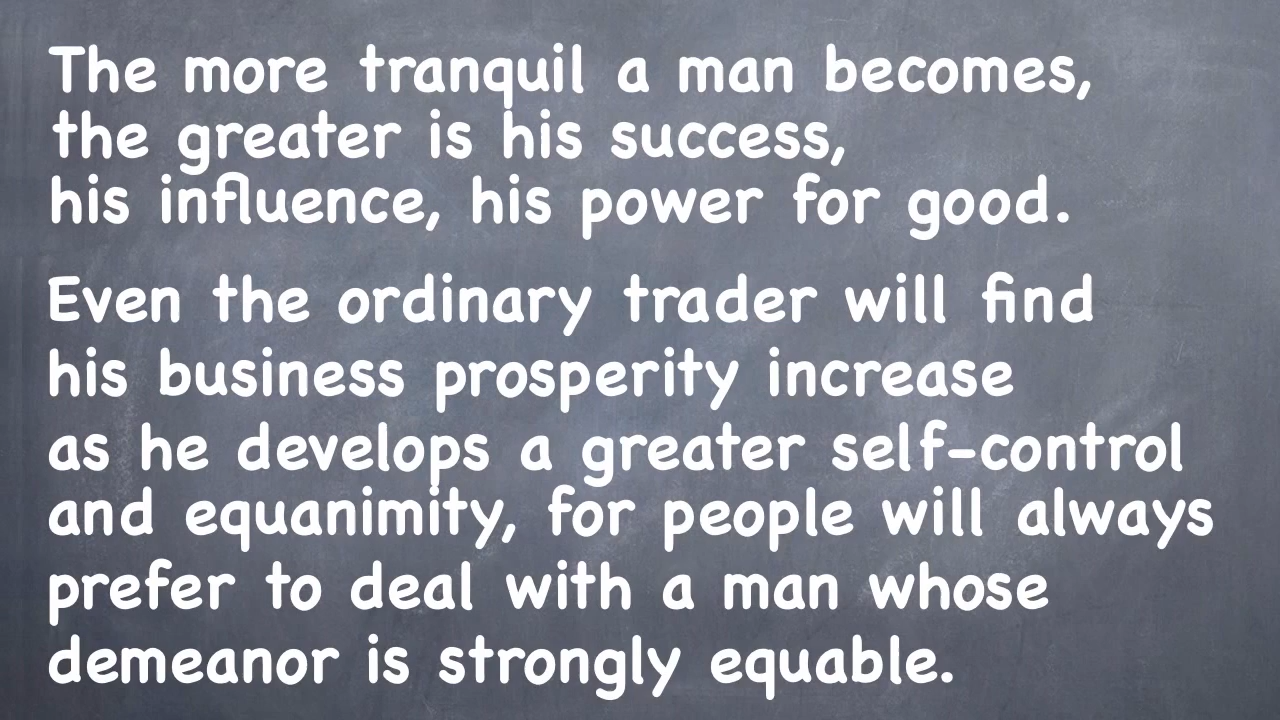 The more tranquil a man becomes,
the greater is his success,
his influence, his power for good.
Even the ordinary trader will find
his business prosperity increase
as he develops a greater self-control
and equanimity, for people will always
prefer to deal with a man whose
demeanor is strongly equable.